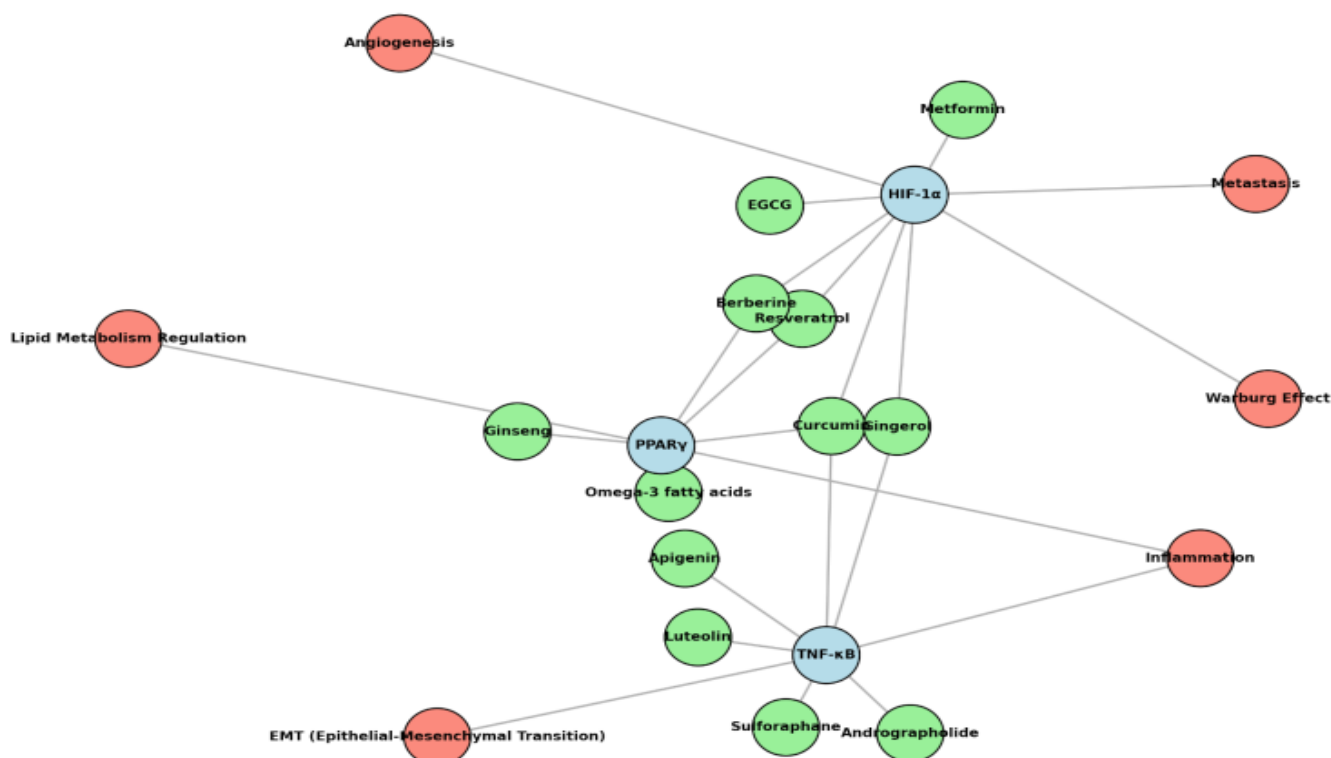 Angiogenesis
Metformin
Metastasis
HIF-1α
EGCG
Berberine
Resveratrol
Lipid Metabolism Regulation
Warburg Effect
Curcumin
Gingerol
Ginseng
PPARγ
Omega-3 fatty acids
Apigenin
Inflammation
Luteolin
TNF-κB
Sulforaphane
Andrographolide
EMT (Epithelial-Mesenchymal Transition)